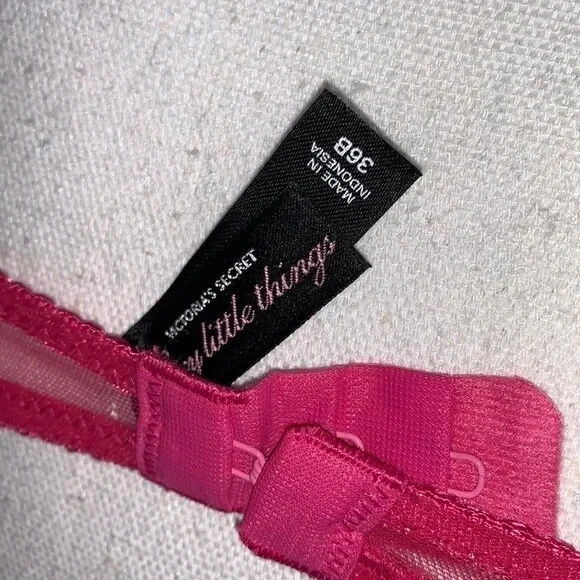 36B
MADE IN
INDONESIA
VICTORIA'S SECRET
little things